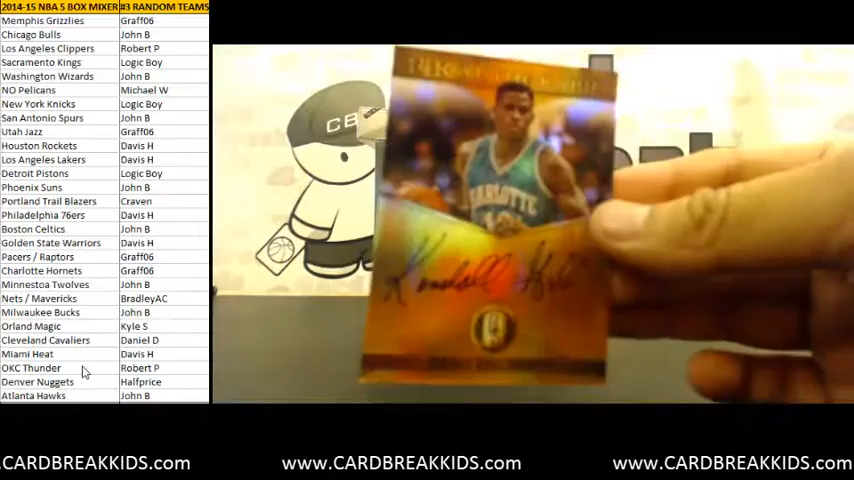 2014-15 NBA 5 BOX MIXER #3 RANDOM TEAMS
Memphis Grizzlies Graff06
Chicago Bulls John B
Los Angeles Clippers Robert P
Sacramento Kings Logic Boy
Washington Wizards John B
NO Pelicans Michael W
New York Knicks Logic Boy
San Antonio Spurs John B
Utah Jazz Graff06
Houston Rockets Davis H
Los Angeles Lakers Davis H
Detroit Pistons Logic Boy
Phoenix Suns John B
Portland Trail Blazers Craven
Philadelphia 76ers Davis H
Boston Celtics John B
Golden State Warriors Davis H
Pacers / Raptors Graff06
Charlotte Hornets Graff06
Minnestoa Twolves John B
Nets / Mavericks BradleyAC
Milwaukee Bucks John B
Orland Magic Kyle S
Cleveland Cavaliers Daniel D
Miami Heat Davis H
OKC Thunder Robert P
Denver Nuggets Halfprice
Atlanta Hawks John B
CB
CHARLOTTE
Kendall Gill
www.CARDBREAKKIDS.com www.CARDBREAKKIDS.com www.CARDBREAKKIDS.com